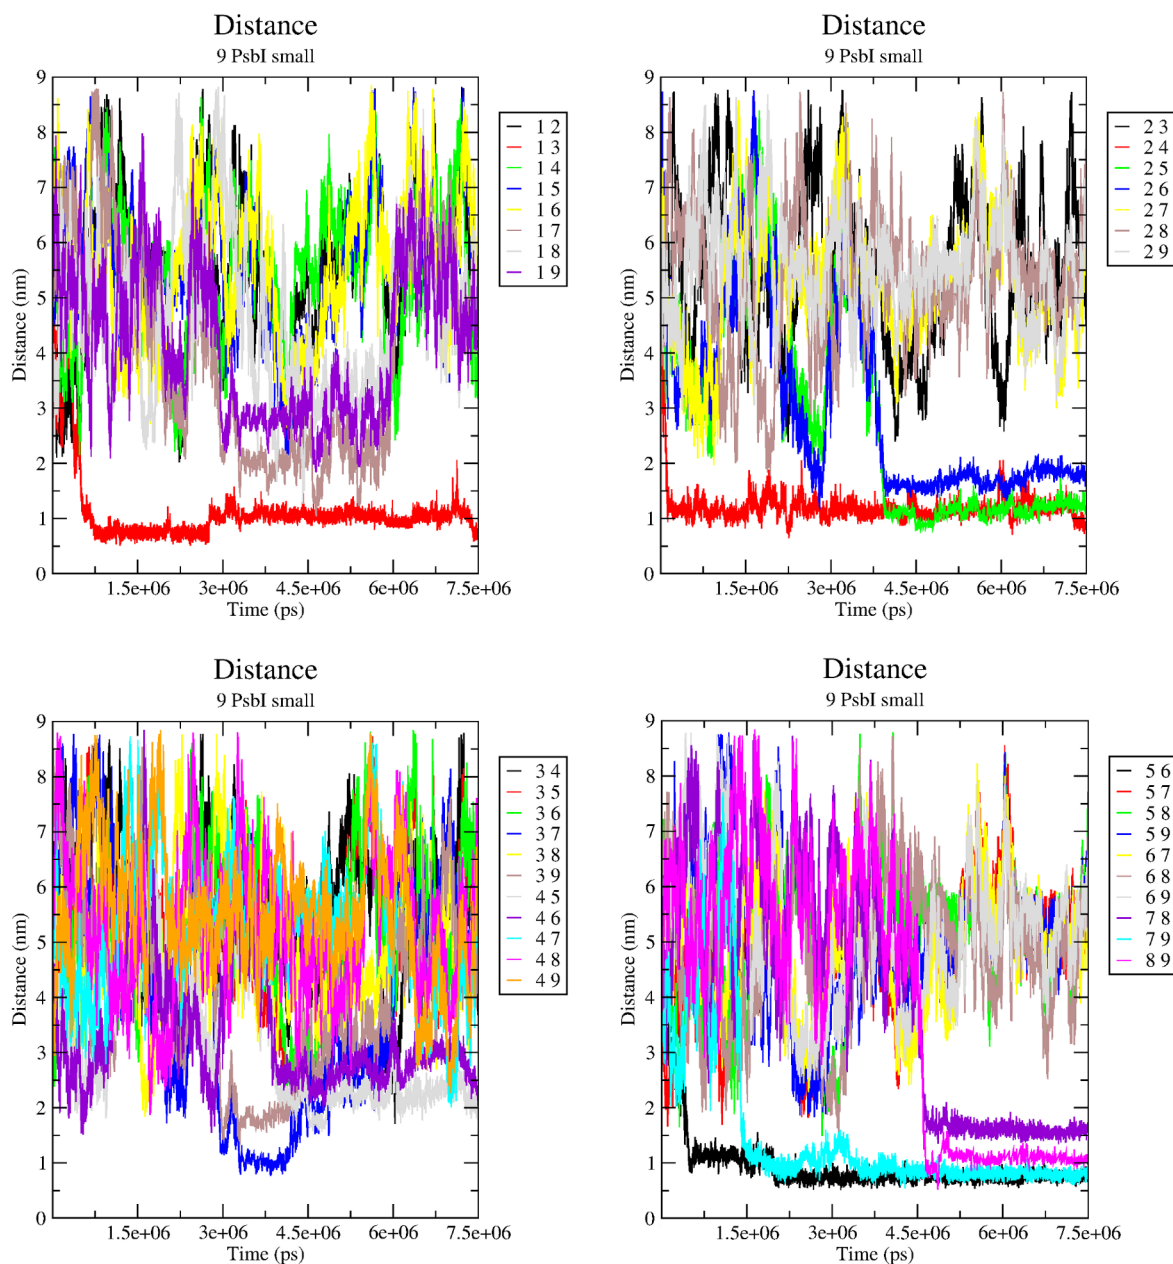 Distance
9 PsbI small
Distance (nm)
9
8
7
6
5
4
3
2
1
0
1.5e+06
3e+06
4.5e+06
6e+06
7.5e+06
Time (ps)
1 2
1 3
1 4
1 5
1 6
1 7
1 8
1 9
Distance
9 PsbI small
Distance (nm)
9
8
7
6
5
4
3
2
1
0
1.5e+06
3e+06
4.5e+06
6e+06
7.5e+06
Time (ps)
2 3
2 4
2 5
2 6
2 7
2 8
2 9
Distance
9 PsbI small
Distance (nm)
9
8
7
6
5
4
3
2
1
0
1.5e+06
3e+06
4.5e+06
6e+06
7.5e+06
Time (ps)
3 4
3 5
3 6
3 7
3 8
3 9
4 5
4 6
4 7
4 8
4 9
Distance
9 PsbI small
Distance (nm)
9
8
7
6
5
4
3
2
1
0
1.5e+06
3e+06
4.5e+06
6e+06
7.5e+06
Time (ps)
5 6
5 7
5 8
5 9
6 7
6 8
6 9
7 8
7 9
8 9